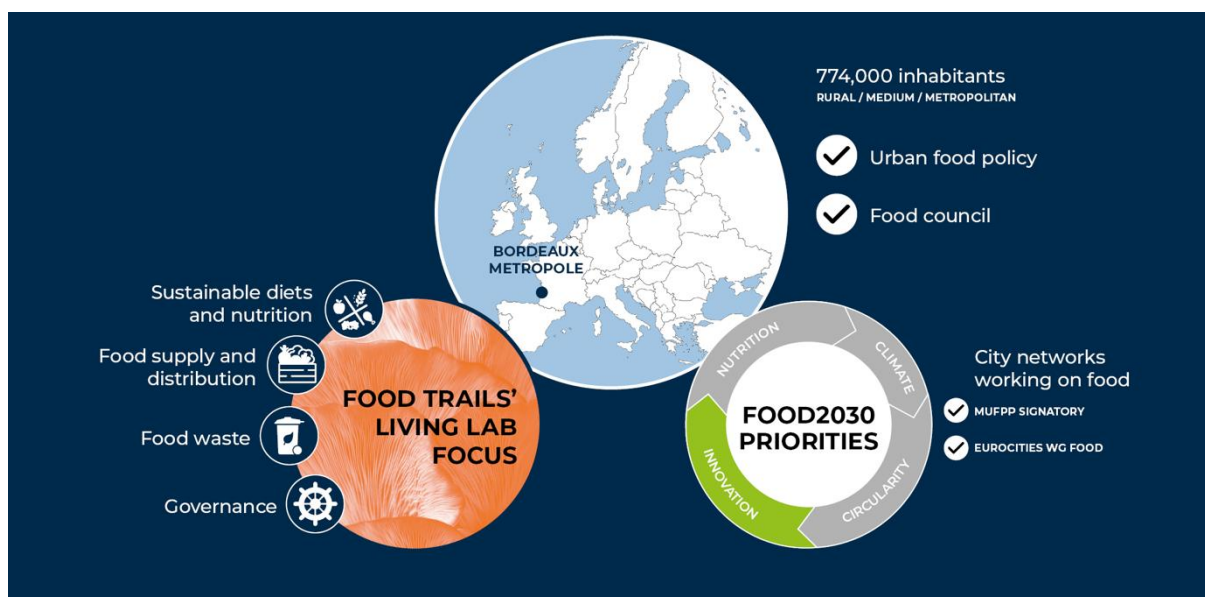 774,000 inhabitants
RURAL / MEDIUM / METROPOLITAN
Urban food policy
Food council
BORDEAUX
METROPOLE
Sustainable diets
and nutrition
Food supply and
distribution
Food waste
Governance
FOOD TRAILS’
LIVING LAB
FOCUS
NUTRITION
CLIMATE
CIRCULARITY
INNOVATION
FOOD2030
PRIORITIES
City networks
working on food
MUFPP SIGNATORY
EUROCITIES WG FOOD